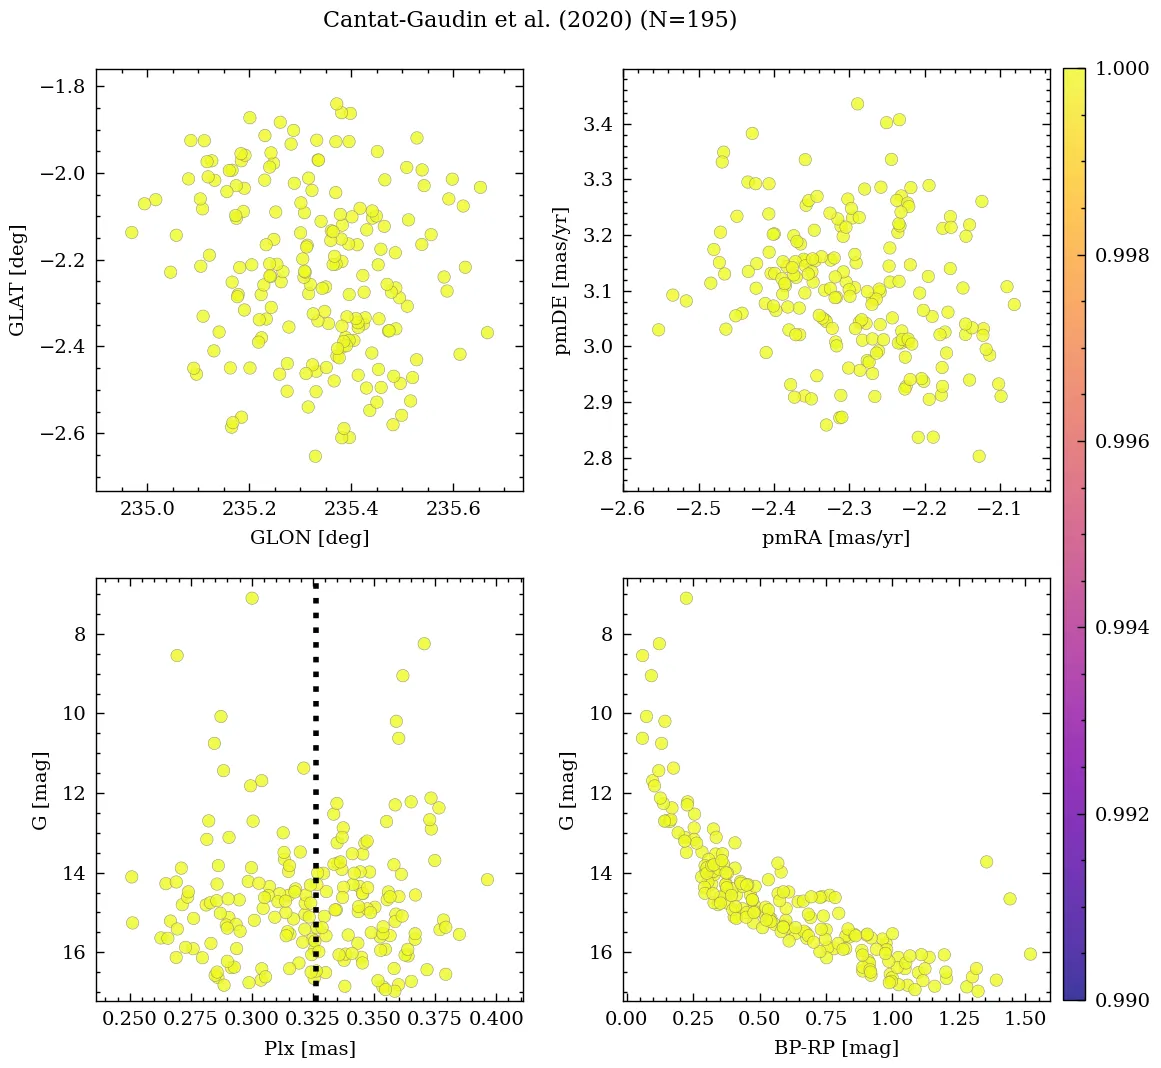 Cantat-Gaudin et al. (2020) (N=195)
−1.8
−2.0
−2.2
−2.4
−2.6
GLAT [deg]
235.0 235.2 235.4 235.6
GLON [deg]
3.4
3.3
3.2
3.1
3.0
2.9
2.8
pmDE [mas/yr]
−2.6 −2.5 −2.4 −2.3 −2.2 −2.1
pmRA [mas/yr]
8
10
12
14
16
G [mag]
0.250 0.275 0.300 0.325 0.350 0.375 0.400
Plx [mas]
8
10
12
14
16
G [mag]
0.00 0.25 0.50 0.75 1.00 1.25 1.50
BP-RP [mag]
1.000
0.998
0.996
0.994
0.992
0.990